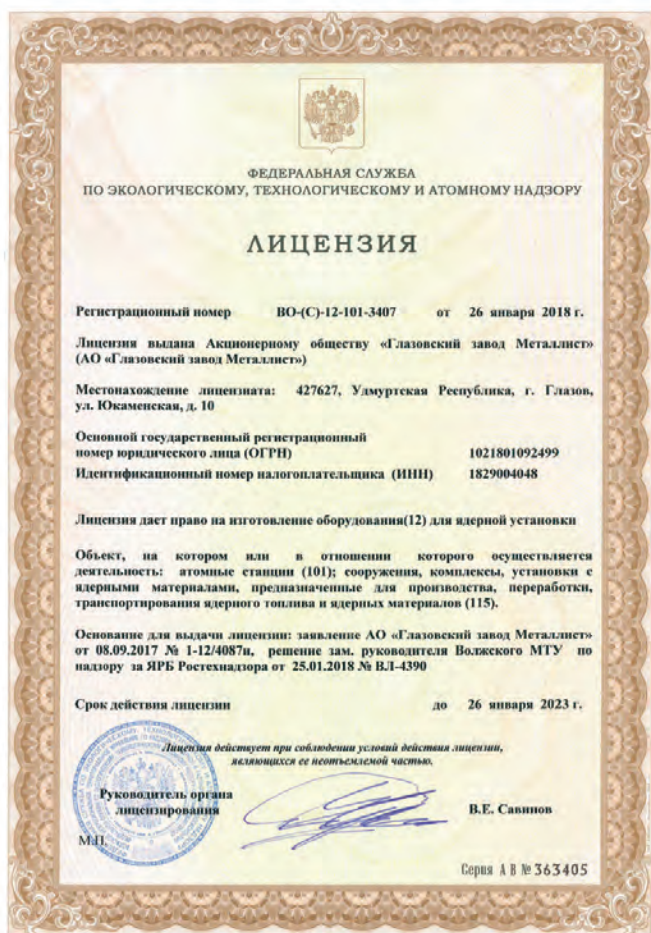 ФЕДЕРАЛЬНАЯ СЛУЖБА
ПО ЭКОЛОГИЧЕСКОМУ, ТЕХНОЛОГИЧЕСКОМУ И АТОМНОМУ НАДЗОРУ
ЛИЦЕНЗИЯ
Регистрационный номер ВО-(С)-12-101-3407 от 26 января 2018 г.
Лицензия выдана Акционерному обществу «Глазовский завод Металлист»
(АО «Глазовский завод Металлист»)
Местонахождение лицензиата: 427627, Удмуртская Республика, г. Глазов,
ул. Юкаменская, д. 10
Основной государственный регистрационный
номер юридического лица (ОГРН) 1021801092499
Идентификационный номер налогоплательщика (ИНН) 1829004048
Лицензия дает право на изготовление оборудования(12) для ядерной установки
Объект, на котором или в отношении которого осуществляется
деятельность: атомные станции (101); сооружения, комплексы, установки с
ядерными материалами, предназначенные для производства, переработки,
транспортирования ядерного топлива и ядерных материалов (115).
Основание для выдачи лицензии: заявление АО «Глазовский завод Металлист»
от 08.09.2017 № 1-12/4087н, решение зам. руководителя Волжского МТУ по
надзору за ЯРБ Ростехнадзора от 25.01.2018 № ВЛ-4390
Срок действия лицензии до 26 января 2023 г.
Лицензия действует при соблюдении условий действия лицензии,
являющихся ее неотъемлемой частью.
Руководитель органа
лицензирования В.Е. Савинов
М.П.
Серия А В № 363405